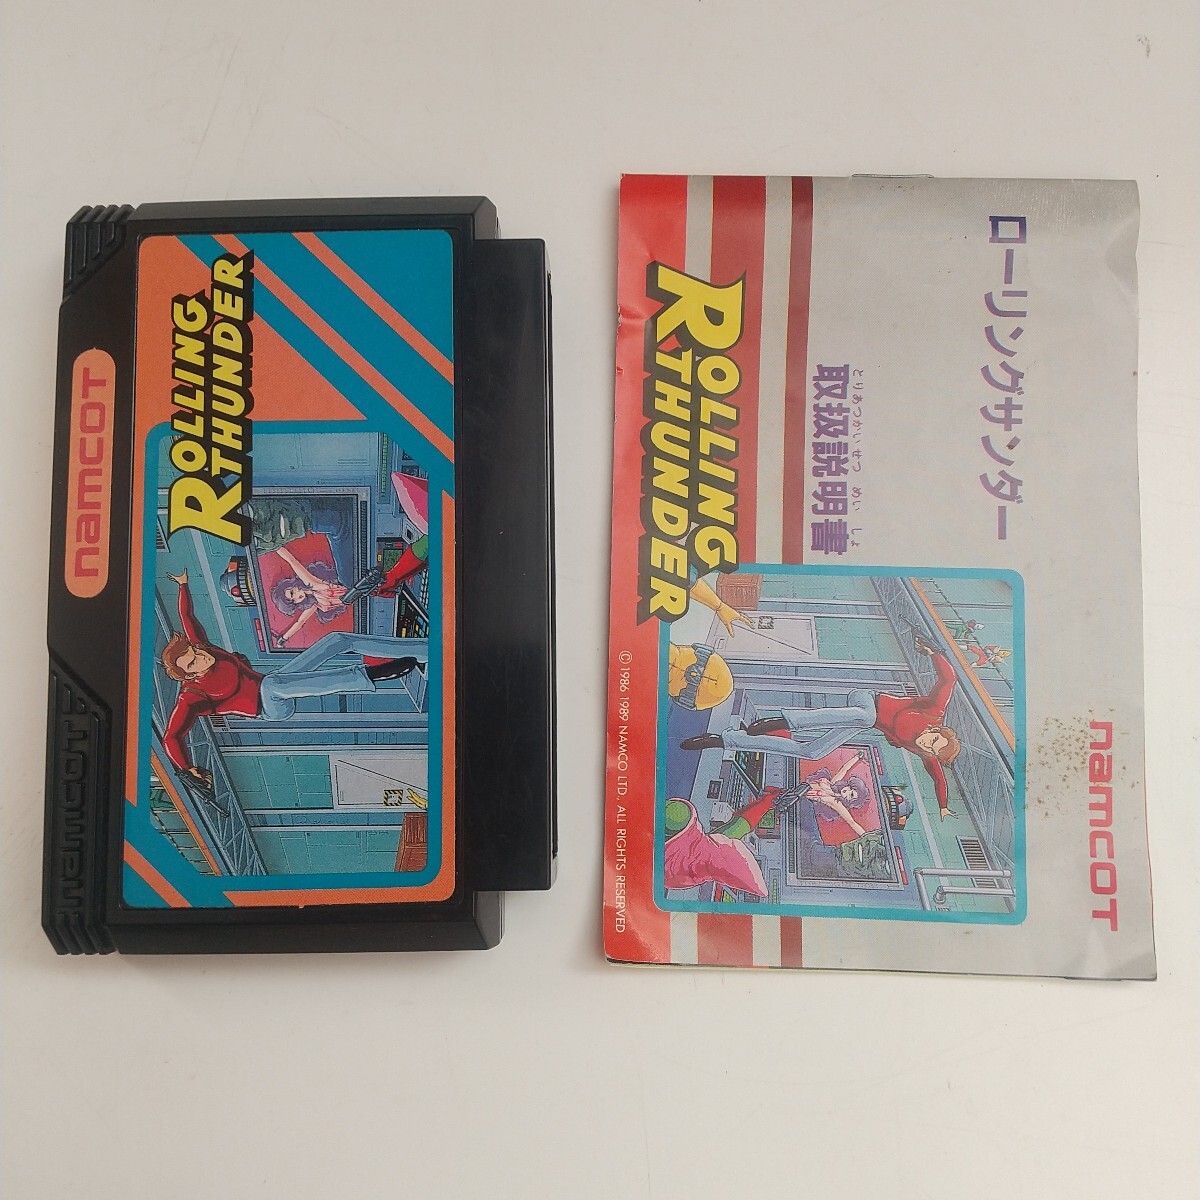 namcot
ROLLING
THUNDER
namcot
ローリングサンダー
とりあつかいせつめいしょ
取扱説明書
ROLLING
THUNDER
namcot
© 1986 1989 NAMCO LTD., ALL RIGHTS RESERVED